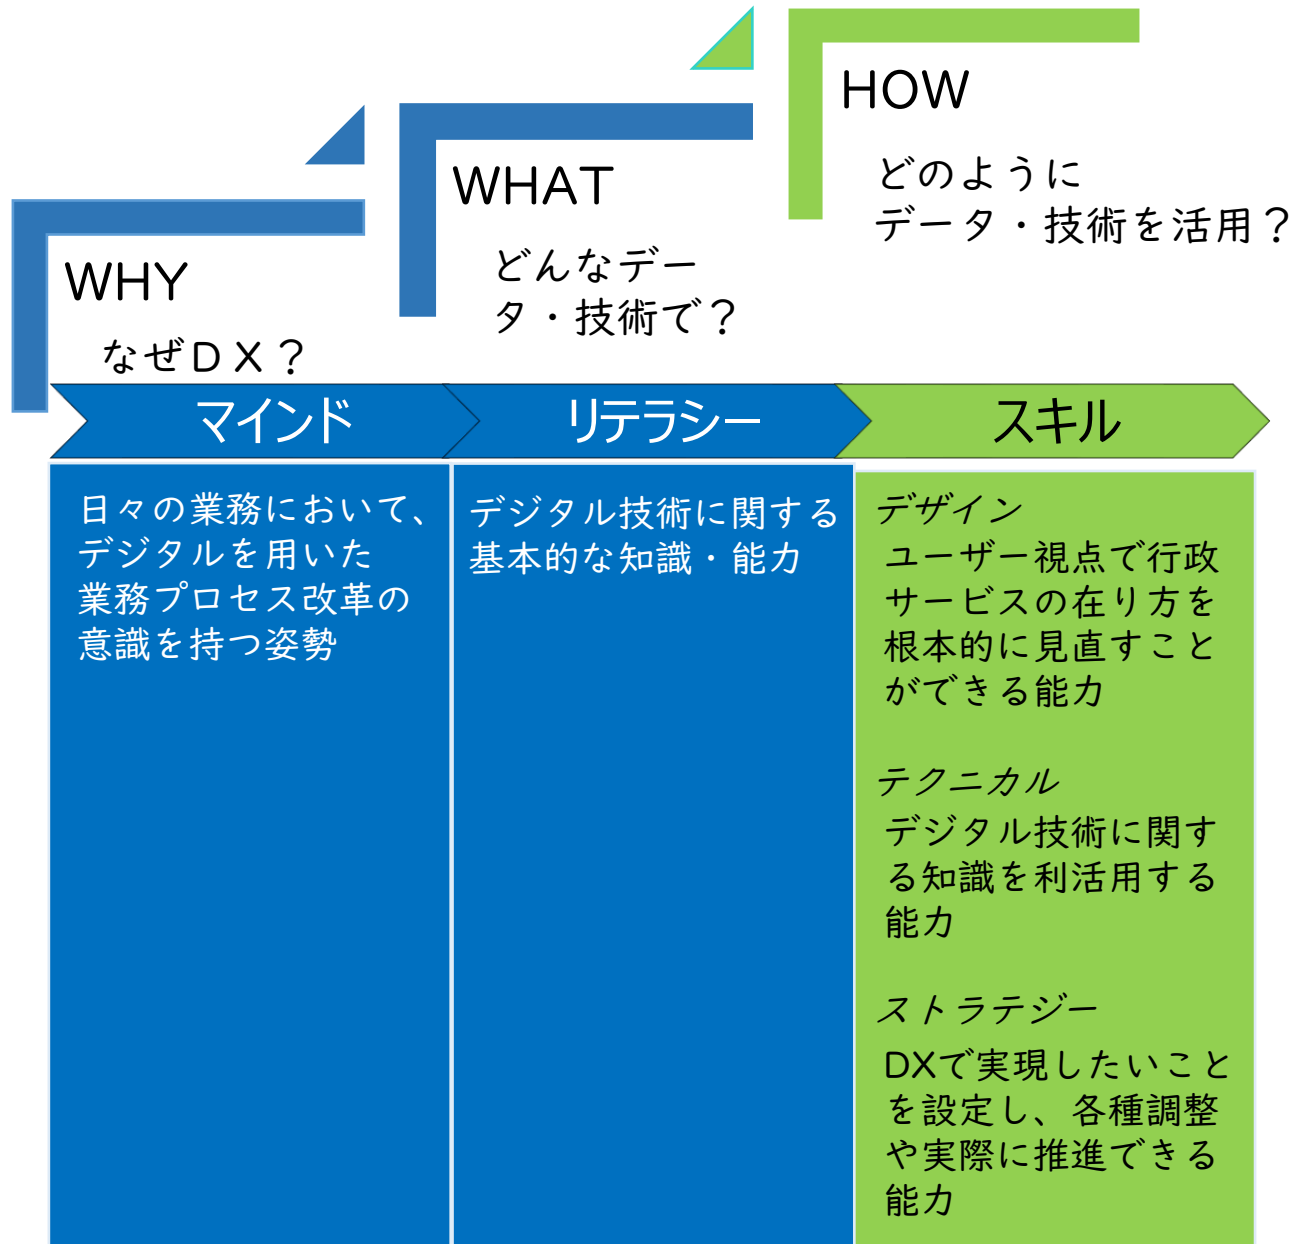 HOW
どのように
データ・技術を活用？
WHAT
どんなデー
タ・技術で？
WHY
なぜＤＸ？
マインド
リテラシー
スキル
日々の業務において、
デジタルを用いた
業務プロセス改革の
意識を持つ姿勢
デジタル技術に関する
基本的な知識・能力
デザイン
ユーザー視点で行政
サービスの在り方を
根本的に見直すこと
ができる能力
テクニカル
デジタル技術に関す
る知識を利活用する
能力
ストラテジー
DXで実現したいこと
を設定し、各種調整
や実際に推進できる
能力